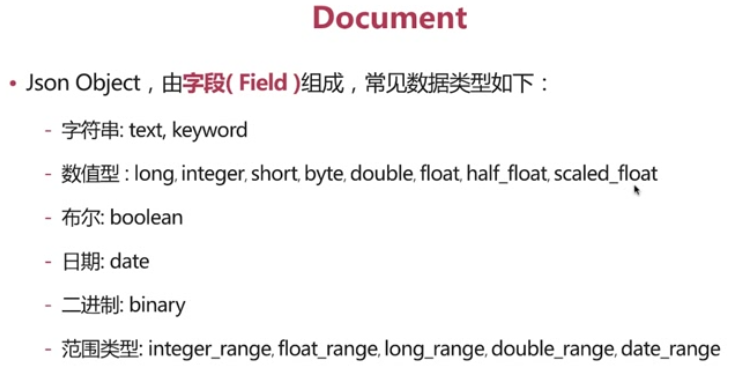 Document
• Json Object，由字段( Field )组成，常见数据类型如下：
- 字符串: text, keyword
- 数值型 : long, integer, short, byte, double, float, half_float, scaled_float
- 布尔: boolean
- 日期: date
- 二进制: binary
- 范围类型: integer_range, float_range, long_range, double_range, date_range